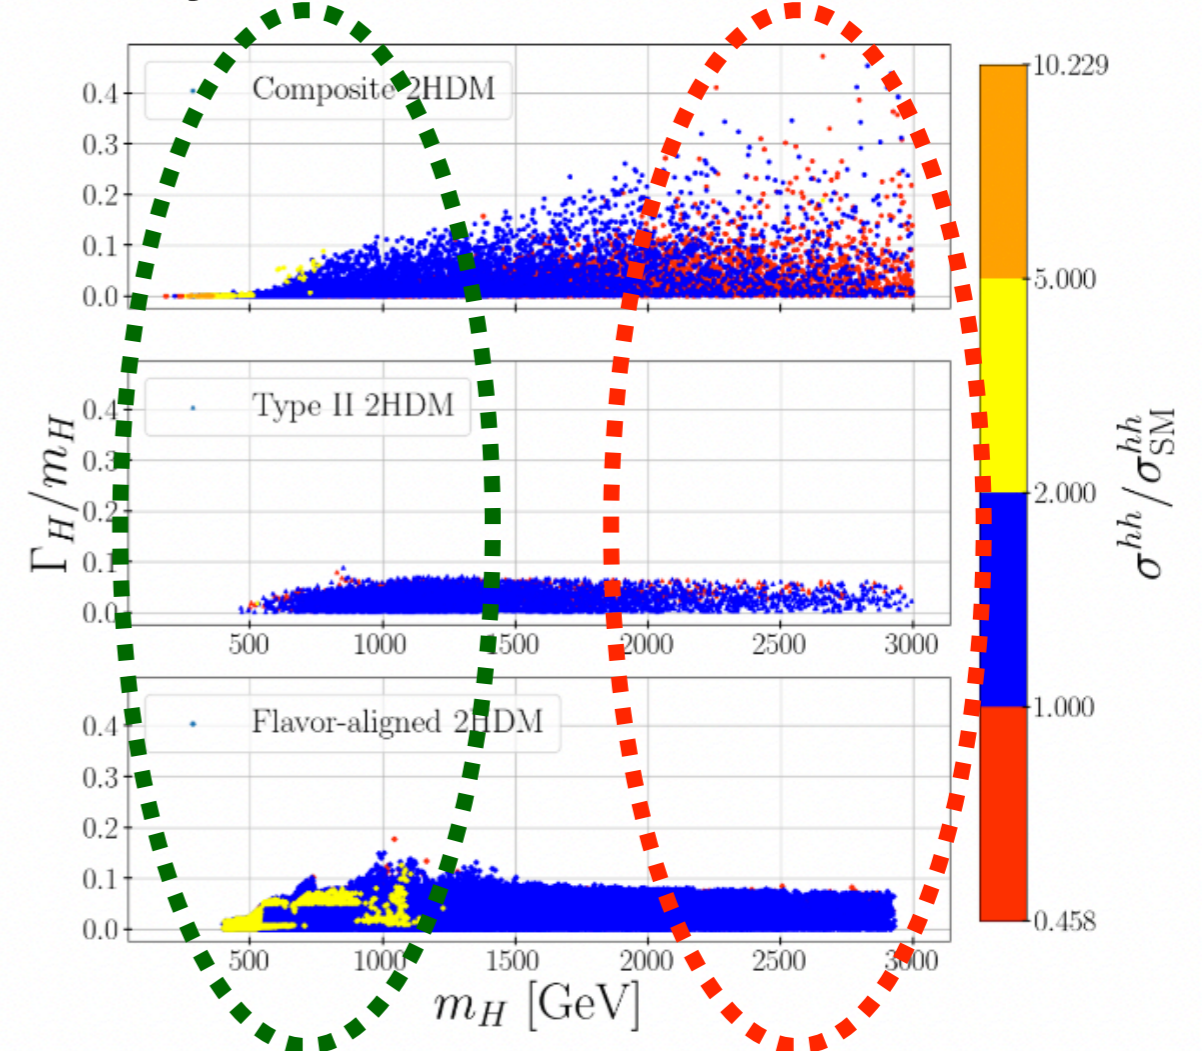 0.4
Composite 2HDM
0.3
0.2
0.1
0.0
0.4
Type II 2HDM
0.3
0.2
0.1
0.0
500 1000 1500 2000 2500 3000
0.4
Flavor-aligned 2HDM
0.3
0.2
0.1
0.0
500 1000 1500 2000 2500 3000
m_H [GeV]
Γ_H/m_H
10.229
5.000
2.000
1.000
0.458
σ^hh / σ^hh_SM